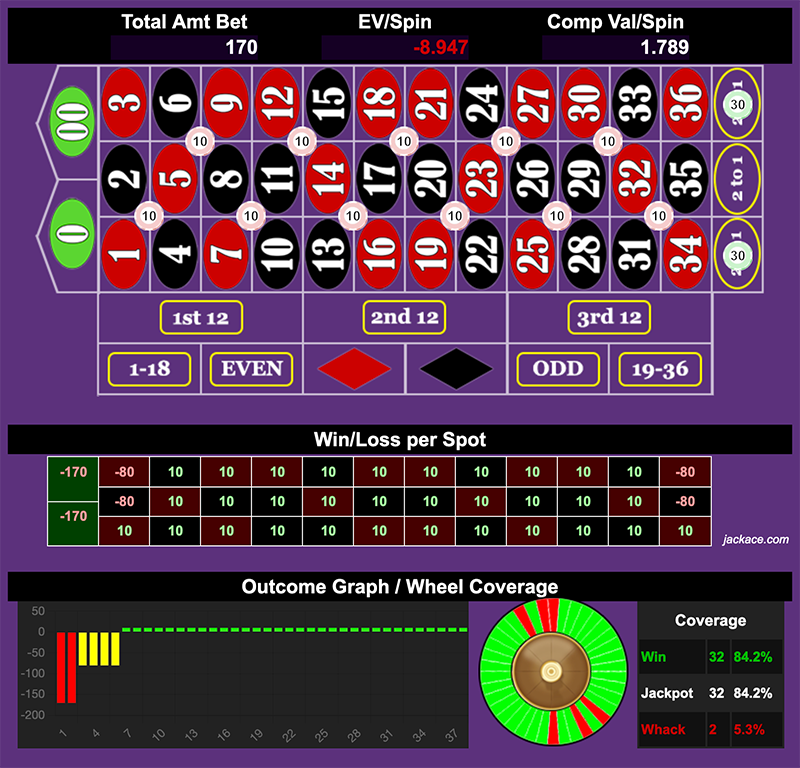 Total Amt Bet EV/Spin Comp Val/Spin
170 -8.947 1.789
00 3 6 9 12 15 18 21 24 27 30 33 36 30
10 10 10 10 10
2 5 8 11 14 17 20 23 26 29 32 35 2 to 1
10 10 10 10 10 10
0 1 4 7 10 13 16 19 22 25 28 31 34 30
1st 12 2nd 12 3rd 12
1-18 EVEN ODD 19-36
Win/Loss per Spot
-170 -80 10 10 10 10 10 10 10 10 10 10 -80
-80 10 10 10 10 10 10 10 10 10 10 -80
-170 10 10 10 10 10 10 10 10 10 10 10 10
jackace.com
Outcome Graph / Wheel Coverage
50
0
-50
-100
-150
-200
1 4 7 10 13 16 19 22 25 28 31 34 37
Coverage
Win 32 84.2%
Jackpot 32 84.2%
Whack 2 5.3%